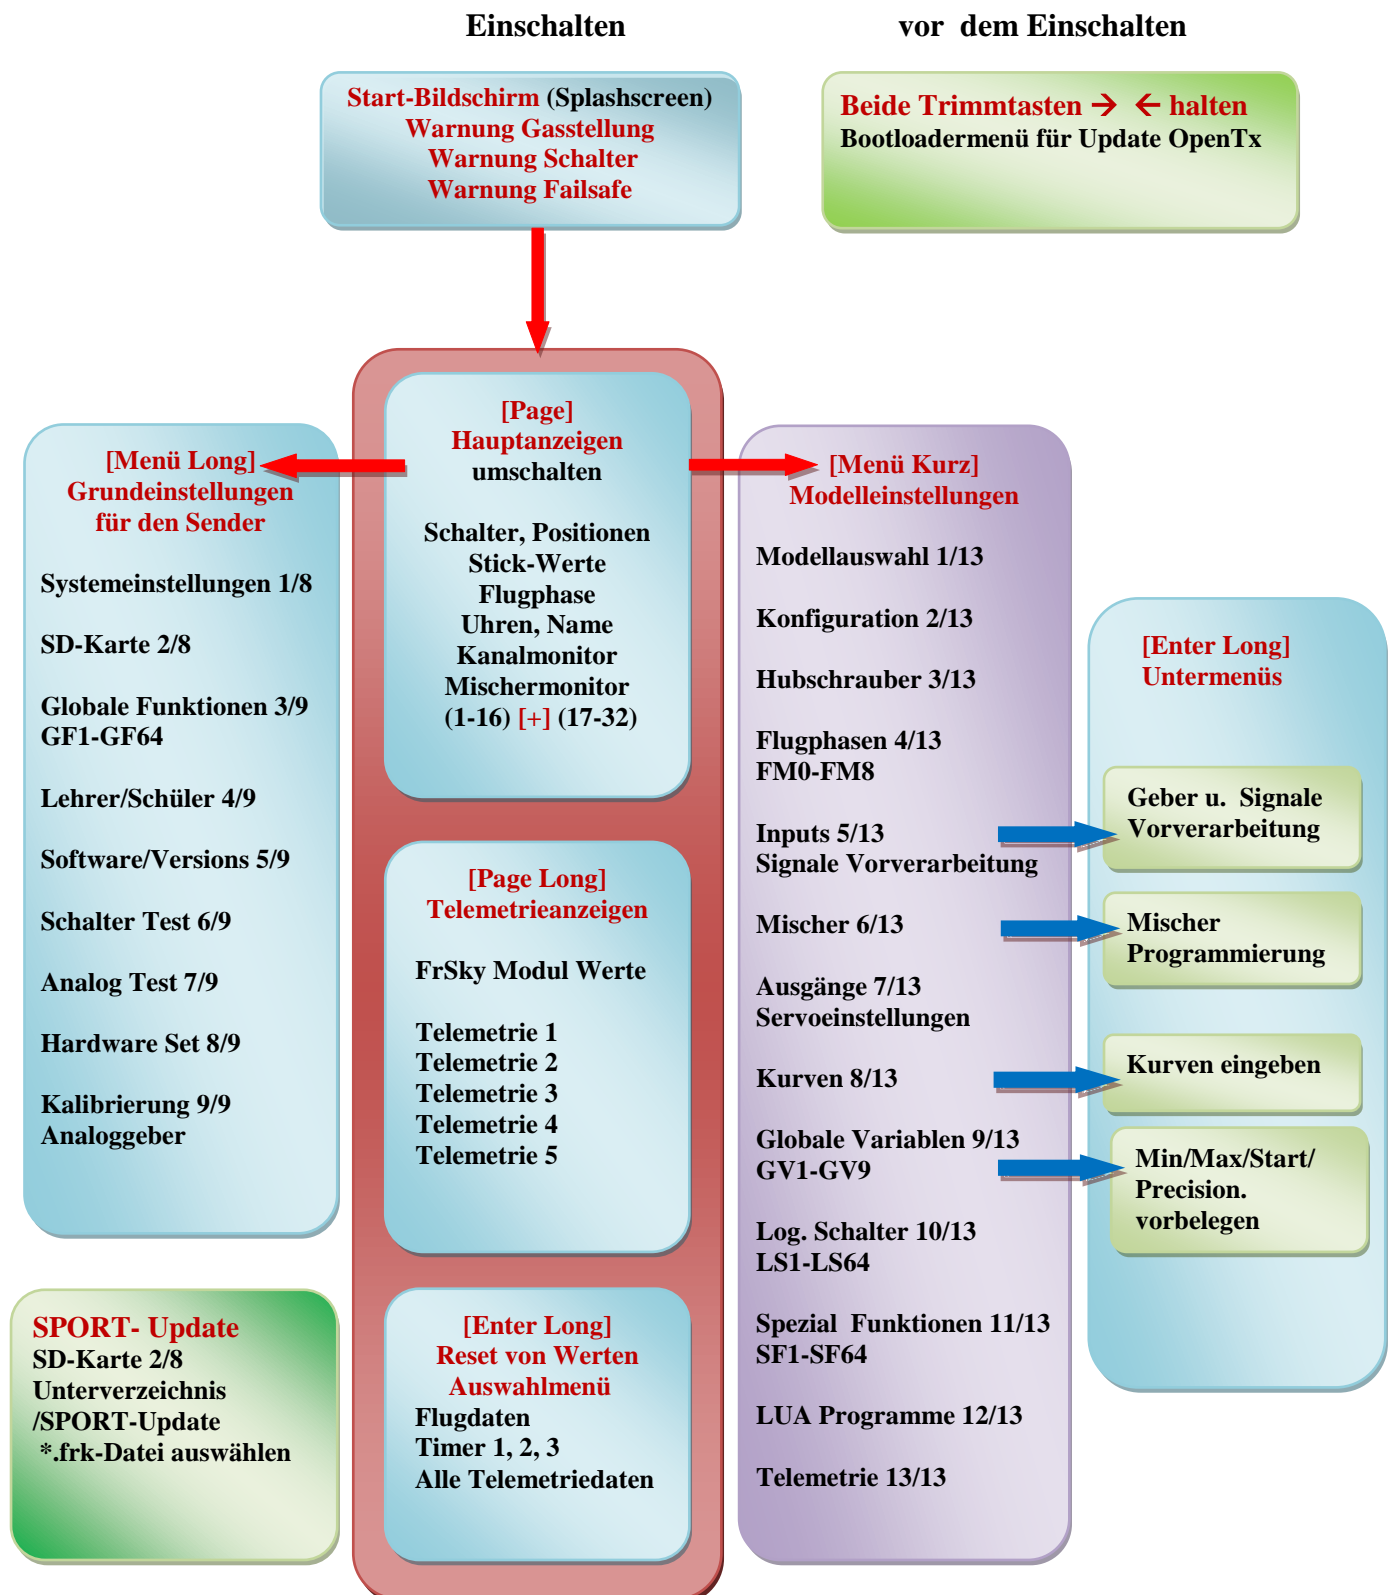 Einschalten
vor dem Einschalten
Start-Bildschirm (Splashscreen)
Warnung Gasstellung
Warnung Schalter
Warnung Failsafe
Beide Trimmtasten → ← halten
Bootloadermenü für Update OpenTx
[Menü Long]
Grundeinstellungen
für den Sender
Systemeinstellungen 1/8
SD-Karte 2/8
Globale Funktionen 3/9
GF1-GF64
Lehrer/Schüler 4/9
Software/Versions 5/9
Schalter Test 6/9
Analog Test 7/9
Hardware Set 8/9
Kalibrierung 9/9
Analoggeber
SPORT- Update
SD-Karte 2/8
Unterverzeichnis
/SPORT-Update
*.frk-Datei auswählen
[Page]
Hauptanzeigen
umschalten
Schalter, Positionen
Stick-Werte
Flugphase
Uhren, Name
Kanalmonitor
Mischermonitor
(1-16) [+] (17-32)
[Page Long]
Telemetrieanzeigen
FrSky Modul Werte
Telemetrie 1
Telemetrie 2
Telemetrie 3
Telemetrie 4
Telemetrie 5
[Enter Long]
Reset von Werten
Auswahlmenü
Flugdaten
Timer 1, 2, 3
Alle Telemetriedaten
[Menü Kurz]
Modelleinstellungen
Modellauswahl 1/13
Konfiguration 2/13
Hubschrauber 3/13
Flugphasen 4/13
FM0-FM8
Inputs 5/13
Signale Vorverarbeitung
Mischer 6/13
Ausgänge 7/13
Servoeinstellungen
Kurven 8/13
Globale Variablen 9/13
GV1-GV9
Log. Schalter 10/13
LS1-LS64
Spezial Funktionen 11/13
SF1-SF64
LUA Programme 12/13
Telemetrie 13/13
[Enter Long]
Untermenüs
Geber u. Signale
Vorverarbeitung
Mischer
Programmierung
Kurven eingeben
Min/Max/Start/
Precision.
vorbelegen